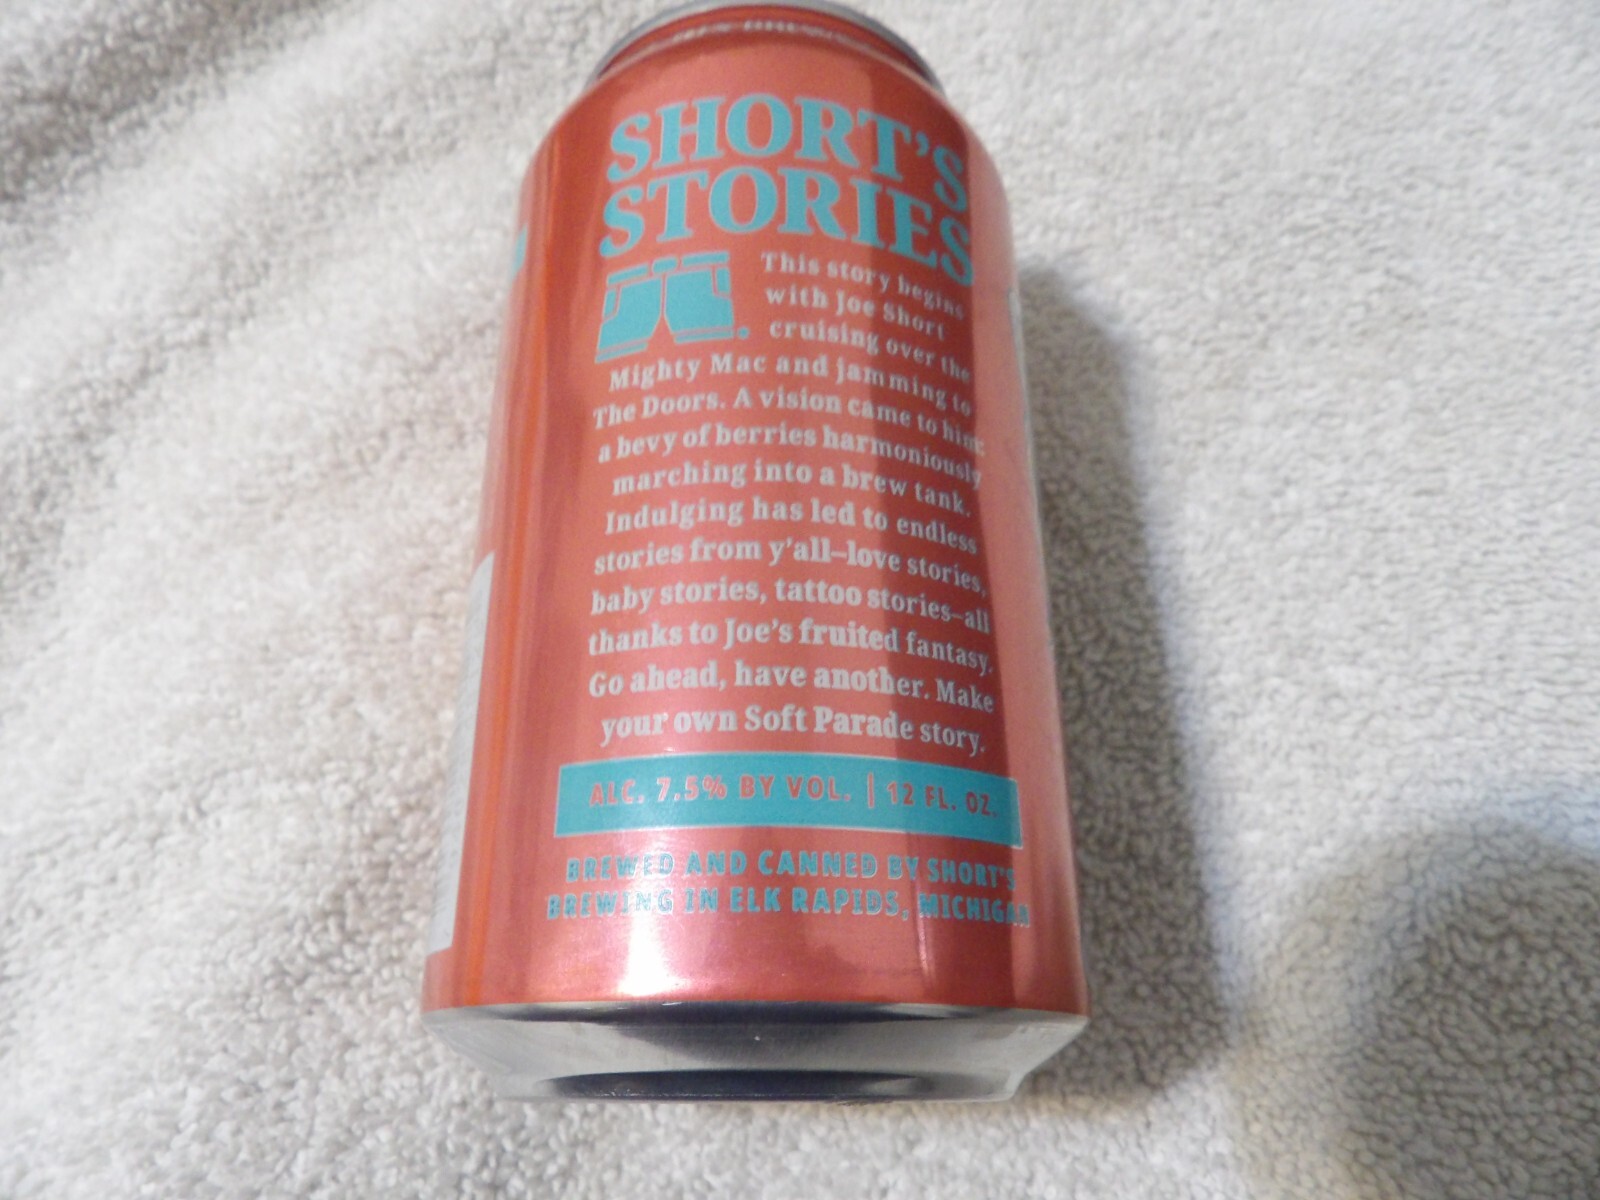 SHORT'S
STORIES
This story begins
with Joe Short
cruising over the
Mighty Mac and jamming to
The Doors. A vision came to him:
a bevy of berries harmoniously
marching into a brew tank.
Indulging has led to endless
stories from y'all–love stories,
baby stories, tattoo stories–all
thanks to Joe's fruited fantasy.
Go ahead, have another. Make
your own Soft Parade story.
ALC. 7.5% BY VOL. | 12 FL. OZ.
BREWED AND CANNED BY SHORT'S
BREWING IN ELK RAPIDS, MICHIGAN